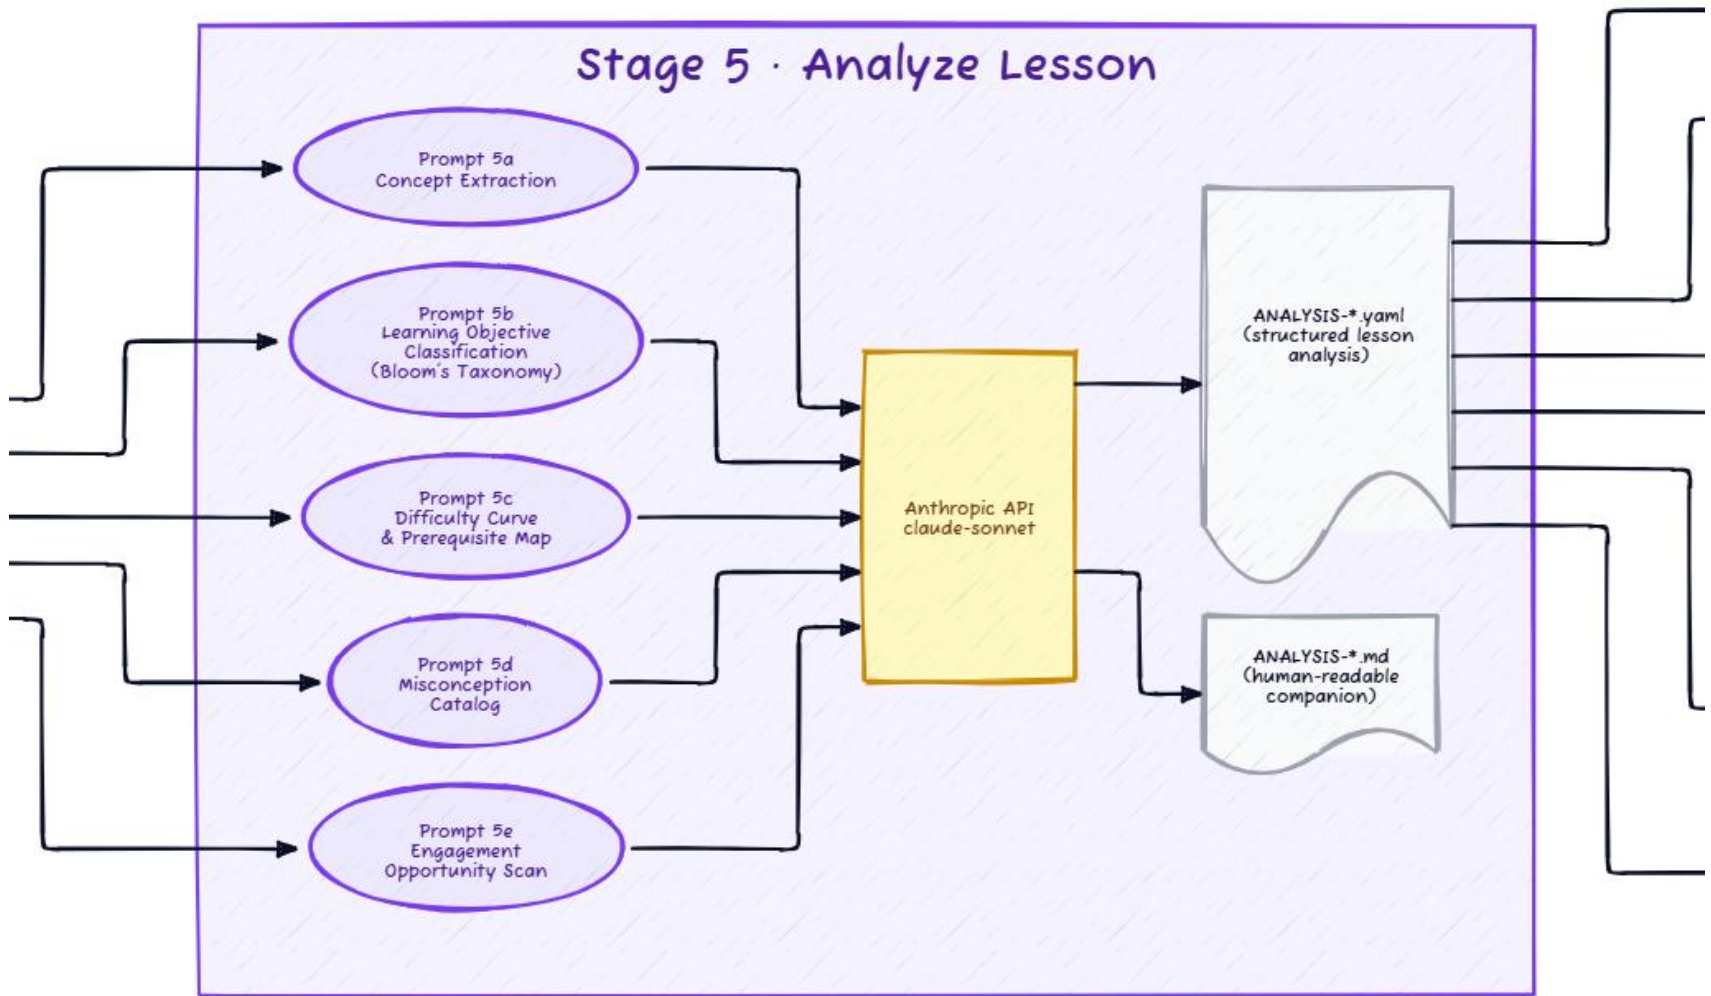 Stage 5 · Analyze Lesson
Prompt 5a
Concept Extraction
Prompt 5b
Learning Objective
Classification
(Bloom's Taxonomy)
Prompt 5c
Difficulty Curve
& Prerequisite Map
Prompt 5d
Misconception
Catalog
Prompt 5e
Engagement
Opportunity Scan
Anthropic API
claude-sonnet
ANALYSIS-*.yaml
(structured lesson
analysis)
ANALYSIS-*.md
(human-readable
companion)